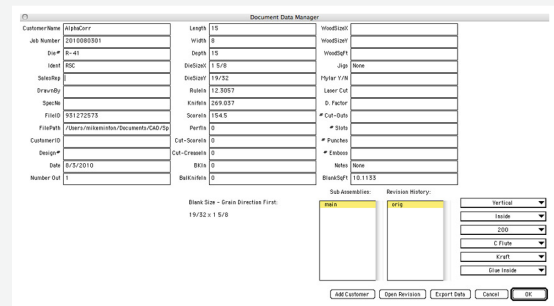 Document Data Manager
CustomerName AlphaCorr
Job Number 2010080301
Die# R-41
Ident RSC
SalesRep
DrawnBy
SpecNo
FileID 931272573
FilePath /Users/mikeminton/Documents/CAD/Sp
CustomerID
Design#
Date 8/3/2010
Number Out 1
Length 15
Width 8
Depth 15
DieSizeX 1 5/8
DieSizeY 19/32
RuleIn 12.3057
KnifeIn 269.037
ScoreIn 154.5
PerfIn 0
Cut-ScoreIn 0
Cut-CreaseIn 0
BKIn 0
BalKnifeIn 0
WoodSizeX
WoodSizeY
WoodSqFt
Jigs None
Mylar Y/N
Laser Cut
D. Factor
# Cut-Outs
# Slots
# Punches
# Emboss
Notes None
BlankSqFt 10.1133
Blank Size - Grain Direction First:
19/32 x 1 5/8
Sub Assemblies:
main
Revision History:
orig
Vertical
Inside
200
C Flute
Kraft
Glue Inside
Add Customer
Open Revision
Export Data
Cancel
OK